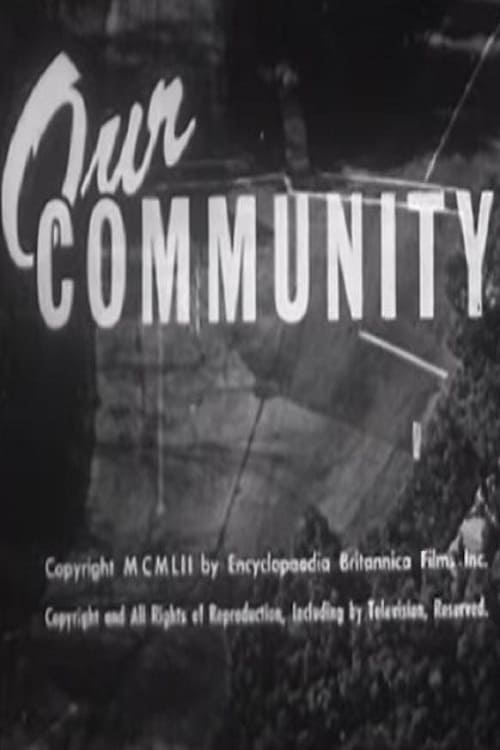 Our
COMMUNITY
Copyright MCMLII by Encyclopaedia Britannica Films Inc.
Copyright and All Rights of Reproduction, Including by Television, Reserved.